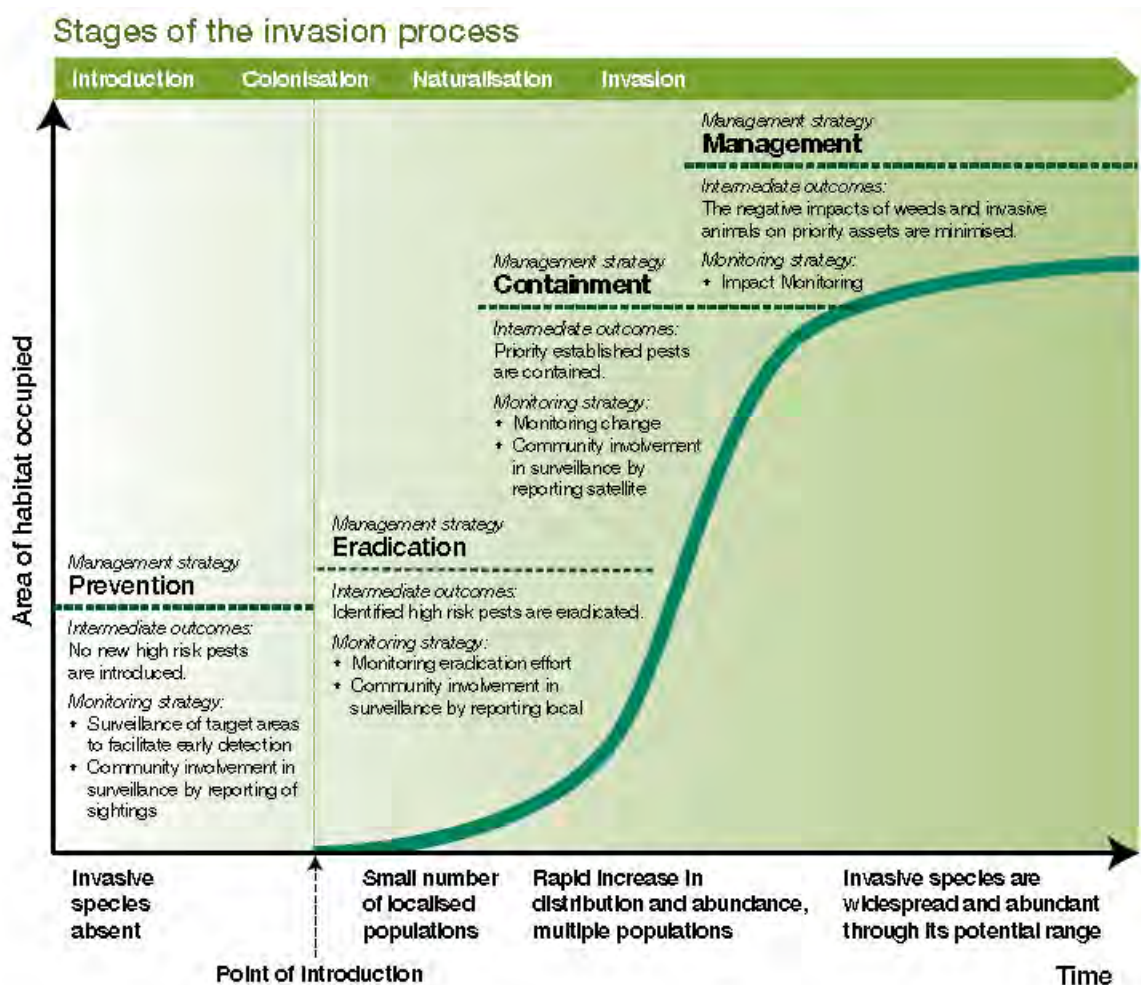 Stages of the invasion process
Introduction Colonisation Naturalisation Invasion
Management strategy
Management
Intermediate outcomes:
The negative impacts of weeds and invasive
animals on priority assets are minimised.
Monitoring strategy:
+ Impact Monitoring
Management strategy
Containment
Intermediate outcomes:
Priority established pests
are contained.
Monitoring strategy:
+ Monitoring change
+ Community involvement
in surveillance by
reporting satellite
Management strategy
Eradication
Intermediate outcomes:
Identified high risk pests are eradicated.
Monitoring strategy:
+ Monitoring eradication effort
+ Community involvement in
surveillance by reporting local
Management strategy
Prevention
Intermediate outcomes:
No new high risk pests
are introduced.
Monitoring strategy:
+ Surveillance of target areas
to facilitate early detection
+ Community involvement in
surveillance by reporting of
sightings
Area of habitat occupied
Invasive
species
absent
Small number
of localised
populations
Rapid increase in
distribution and abundance,
multiple populations
Invasive species are
widespread and abundant
through its potential range
Point of introduction
Time